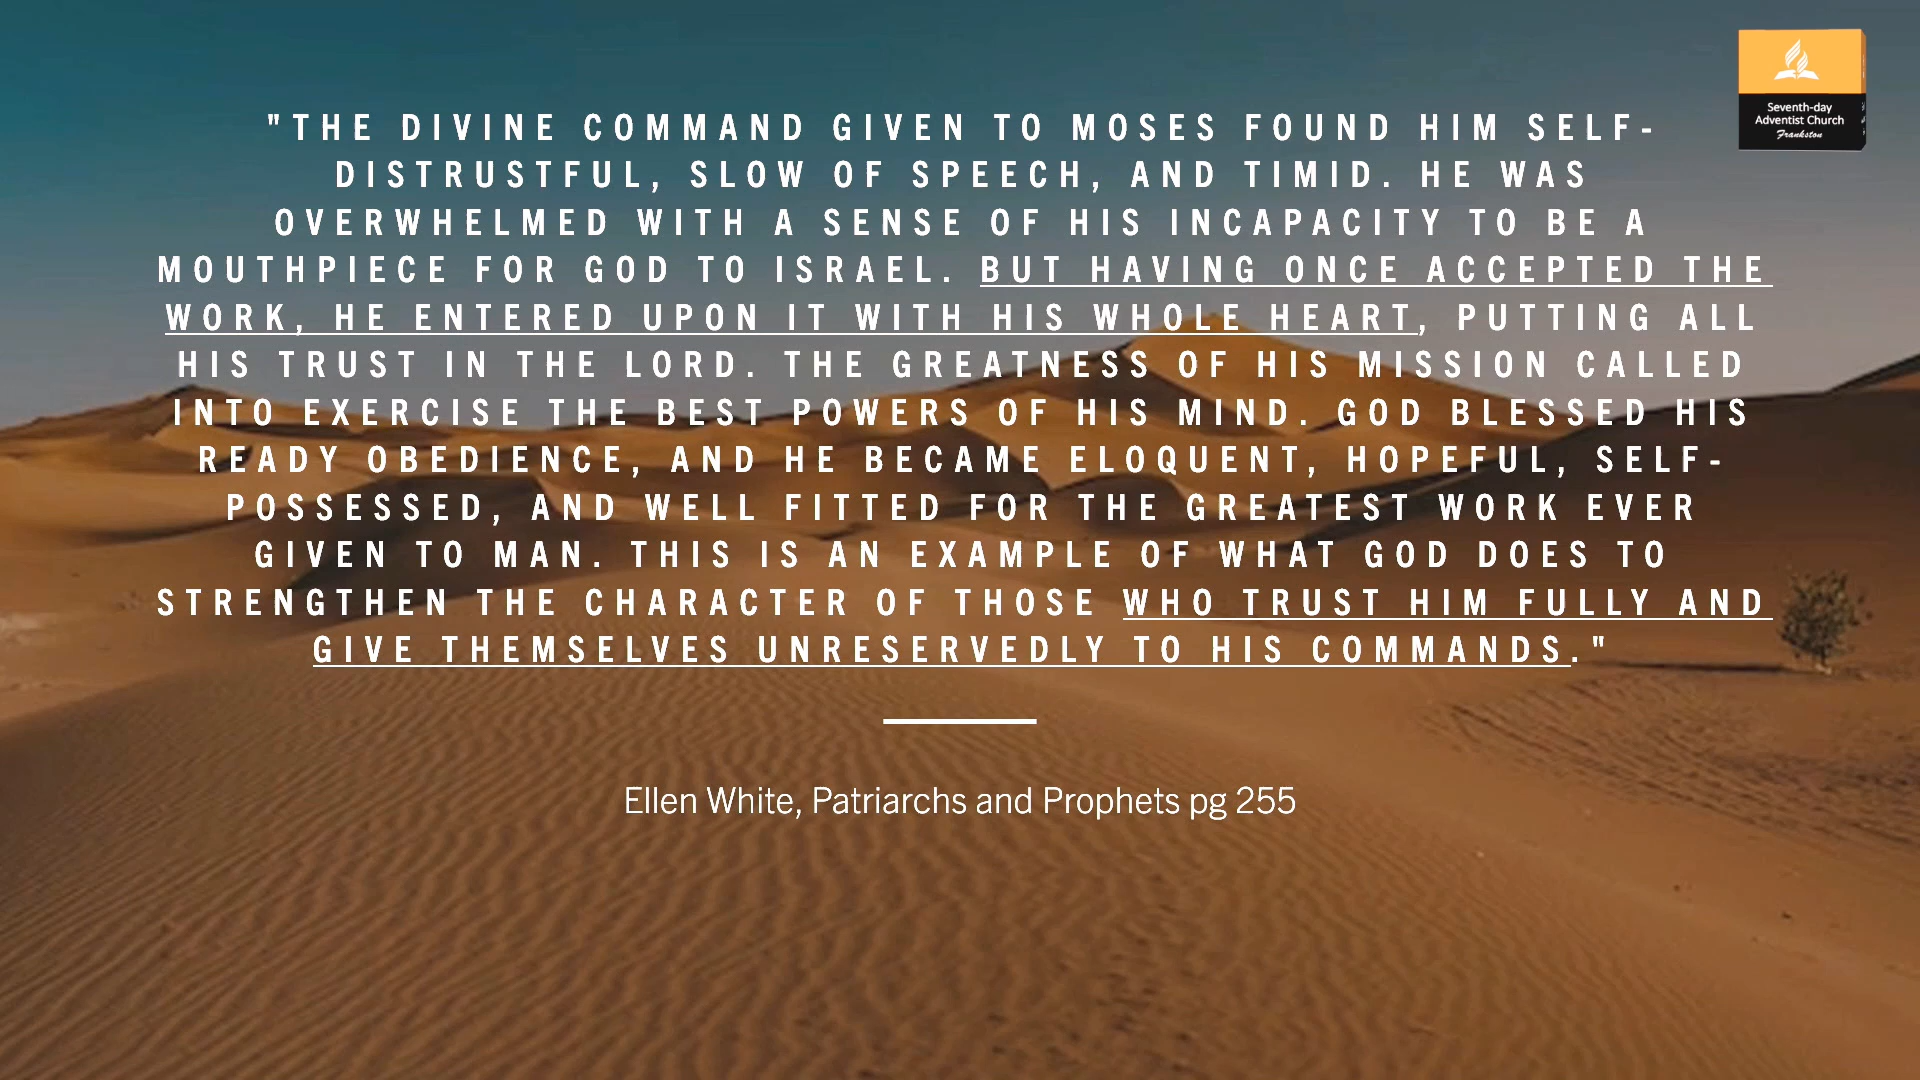 "THE DIVINE COMMAND GIVEN TO MOSES FOUND HIM SELF-
DISTRUSTFUL, SLOW OF SPEECH, AND TIMID. HE WAS
OVERWHELMED WITH A SENSE OF HIS INCAPACITY TO BE A
MOUTHPIECE FOR GOD TO ISRAEL. BUT HAVING ONCE ACCEPTED THE
WORK, HE ENTERED UPON IT WITH HIS WHOLE HEART, PUTTING ALL
HIS TRUST IN THE LORD. THE GREATNESS OF HIS MISSION CALLED
INTO EXERCISE THE BEST POWERS OF HIS MIND. GOD BLESSED HIS
READY OBEDIENCE, AND HE BECAME ELOQUENT, HOPEFUL, SELF-
POSSESSED, AND WELL FITTED FOR THE GREATEST WORK EVER
GIVEN TO MAN. THIS IS AN EXAMPLE OF WHAT GOD DOES TO
STRENGTHEN THE CHARACTER OF THOSE WHO TRUST HIM FULLY AND
GIVE THEMSELVES UNRESERVEDLY TO HIS COMMANDS."
Ellen White, Patriarchs and Prophets pg 255
Seventh-day
Adventist Church
Frankston